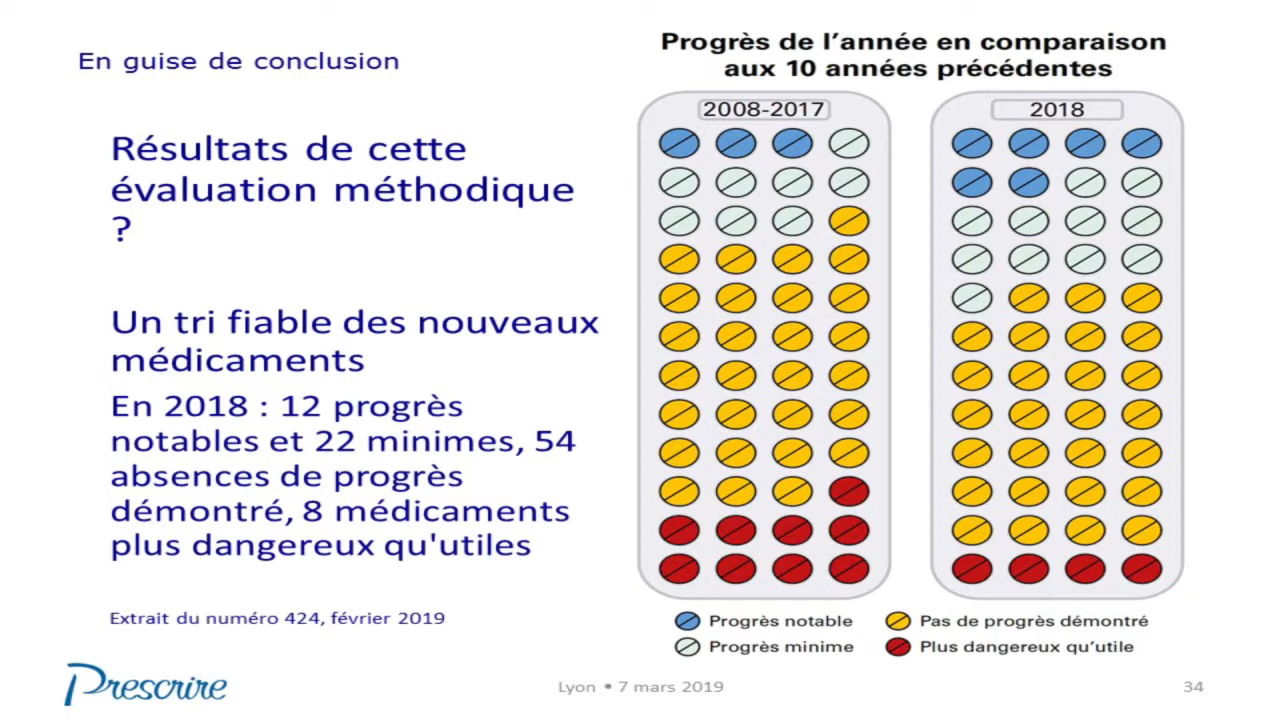 En guise de conclusion
Résultats de cette
évaluation méthodique
?
Un tri fiable des nouveaux
médicaments
En 2018 : 12 progrès
notables et 22 minimes, 54
absences de progrès
démontré, 8 médicaments
plus dangereux qu'utiles
Extrait du numéro 424, février 2019
Progrès de l'année en comparaison
aux 10 années précédentes
2008-2017
2018
Progrès notable
Pas de progrès démontré
Progrès minime
Plus dangereux qu'utile
Prescrire
Lyon • 7 mars 2019
34